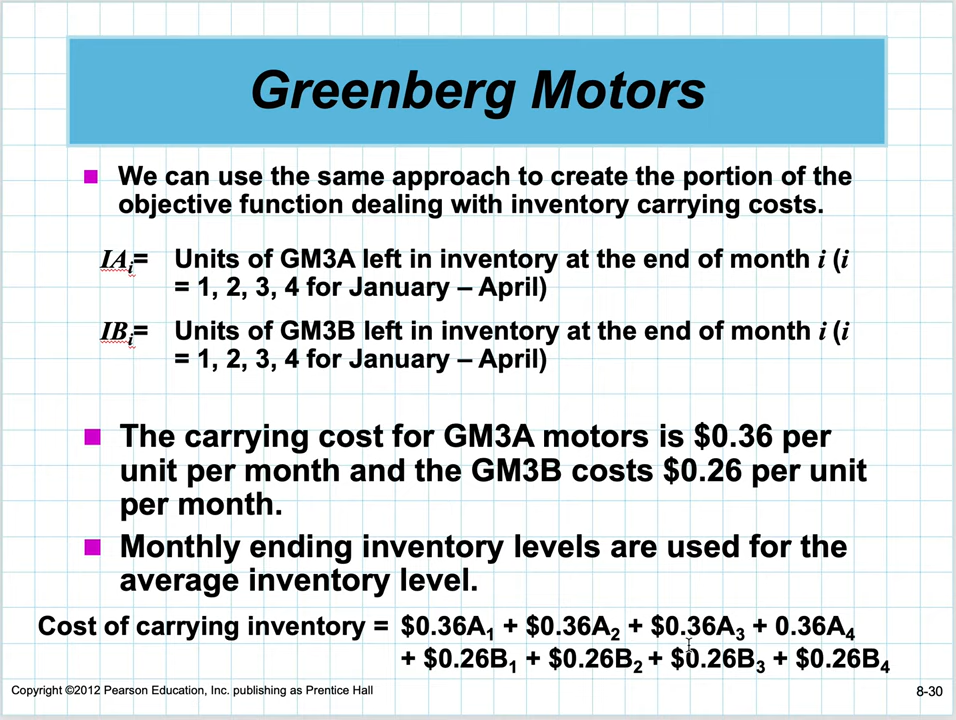 Greenberg Motors
We can use the same approach to create the portion of the
objective function dealing with inventory carrying costs.
IAi= Units of GM3A left in inventory at the end of month i (i
= 1, 2, 3, 4 for January – April)
IBi= Units of GM3B left in inventory at the end of month i (i
= 1, 2, 3, 4 for January – April)
The carrying cost for GM3A motors is $0.36 per
unit per month and the GM3B costs $0.26 per unit
per month.
Monthly ending inventory levels are used for the
average inventory level.
Cost of carrying inventory = $0.36A1 + $0.36A2 + $0.36A3 + 0.36A4
+ $0.26B1 + $0.26B2 + $0.26B3 + $0.26B4
Copyright ©2012 Pearson Education, Inc. publishing as Prentice Hall 8-30